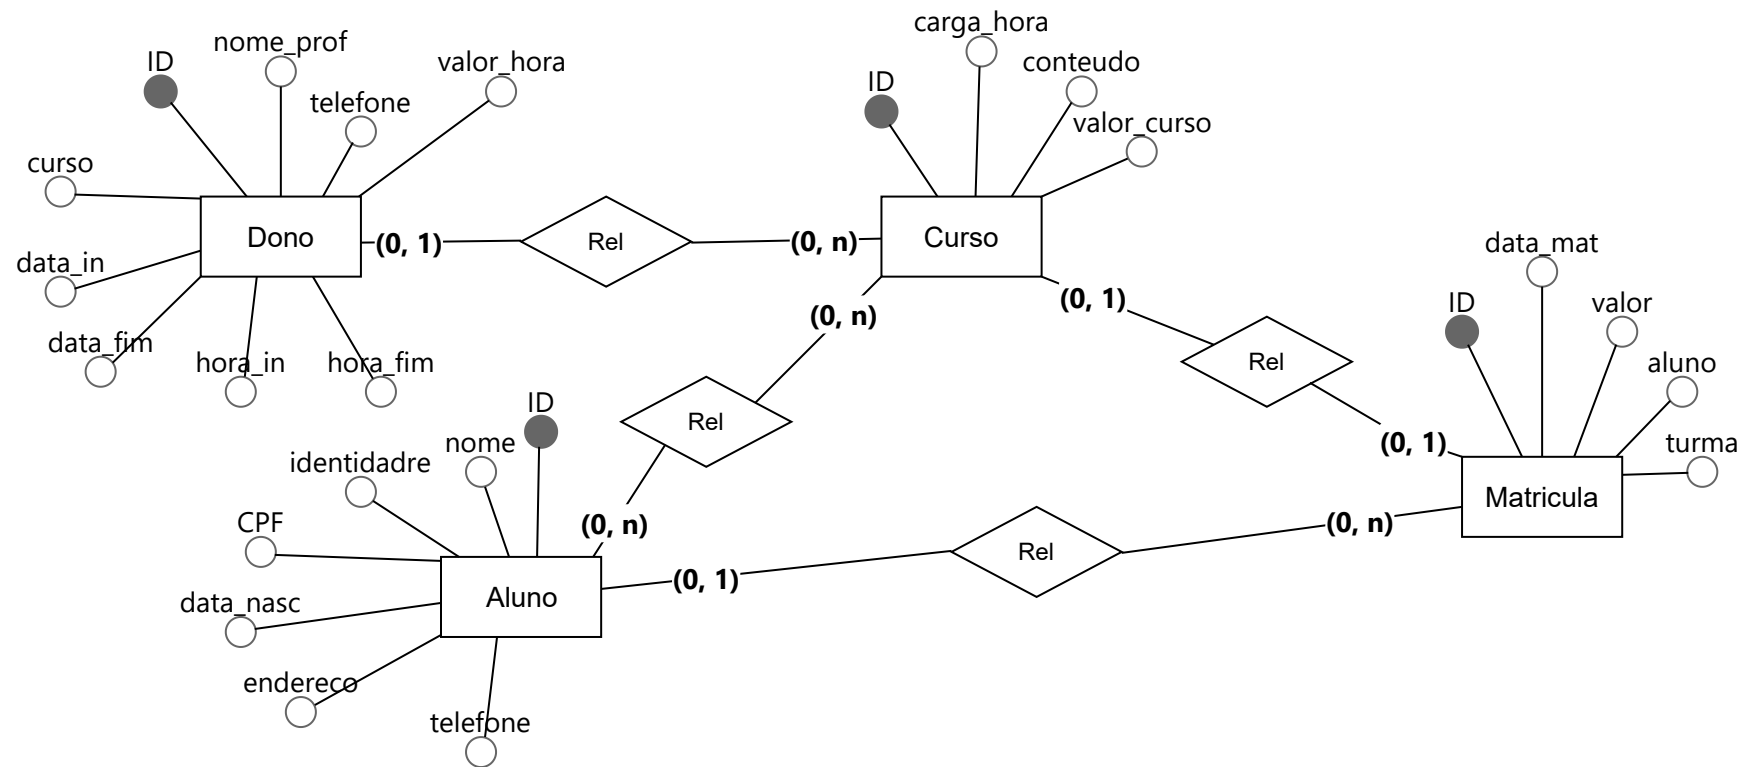 carga_hora
nome_prof
ID
valor_hora
conteudo
ID
telefone
valor_curso
curso
Dono
(0, 1)
Rel
(0, n)
Curso
data_in
data_mat
(0, 1)
ID
valor
(0, n)
data_fim
hora_in
hora_fim
Rel
aluno
ID
Rel
nome
(0, 1)
turma
identidadre
Matricula
CPF
(0, n)
(0, n)
Rel
(0, 1)
Aluno
data_nasc
endereco
telefone